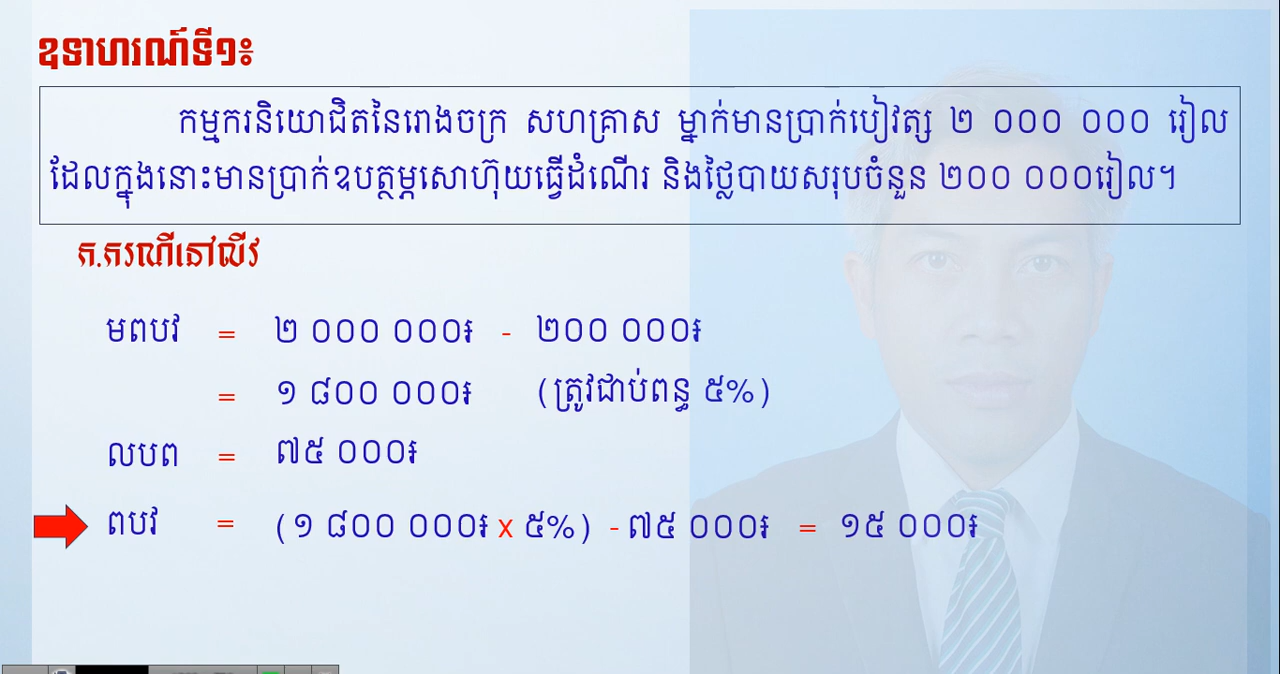 ឧទាហរណ៍ទី១៖
កម្មករនិយោជិតនៃរោងចក្រ សហគ្រាស ម្នាក់មានប្រាក់បៀវត្ស ២ ០០០ ០០០ រៀល
ដែលក្នុងនោះមានប្រាក់ឧបត្ថម្ភសោហ៊ុយធ្វើដំណើរ និងថ្លៃបាយសរុបចំនួន ២០០ ០០០រៀល។
ក.ករណីនៅលីវ
មពបវ = ២ ០០០ ០០០៛ - ២០០ ០០០៛
= ១ ៨០០ ០០០៛ (ត្រូវជាប់ពន្ធ ៥%)
លបព = ៧៥ ០០០៛
ពបវ = (១ ៨០០ ០០០៛ x ៥%) - ៧៥ ០០០៛ = ១៥ ០០០៛